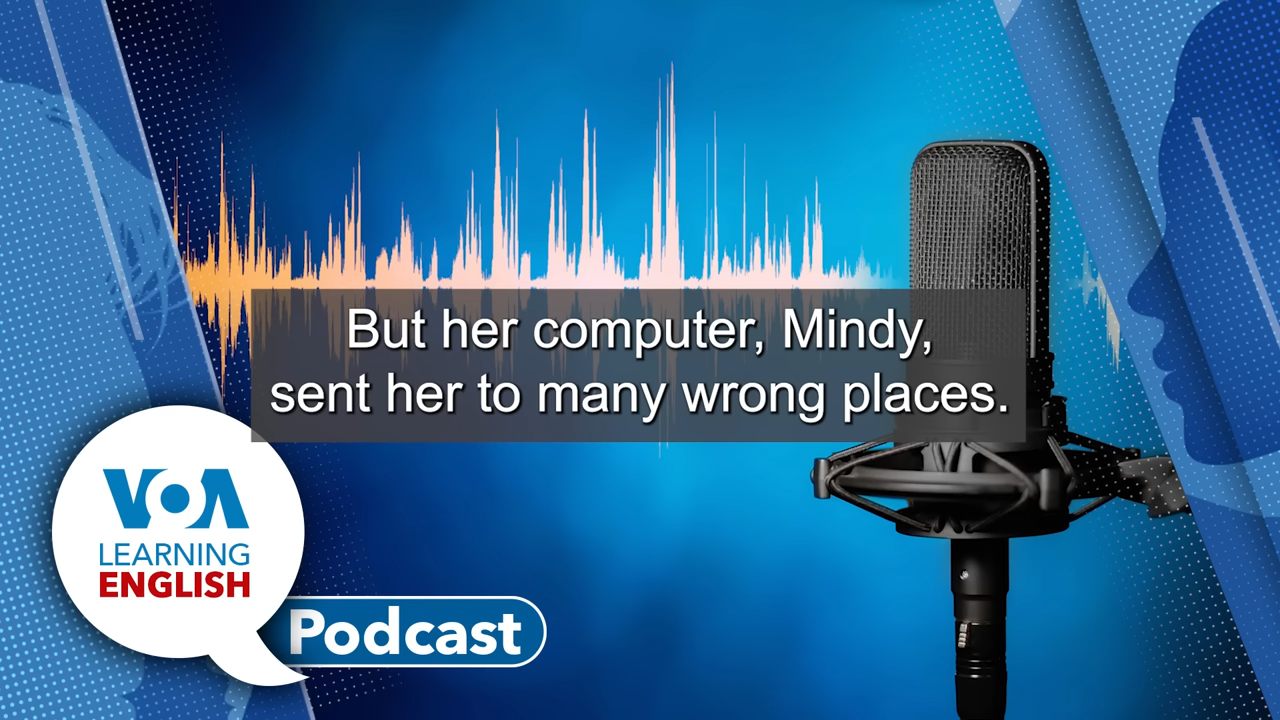 But her computer, Mindy,
sent her to many wrong places.
VOA
LEARNING
ENGLISH
Podcast